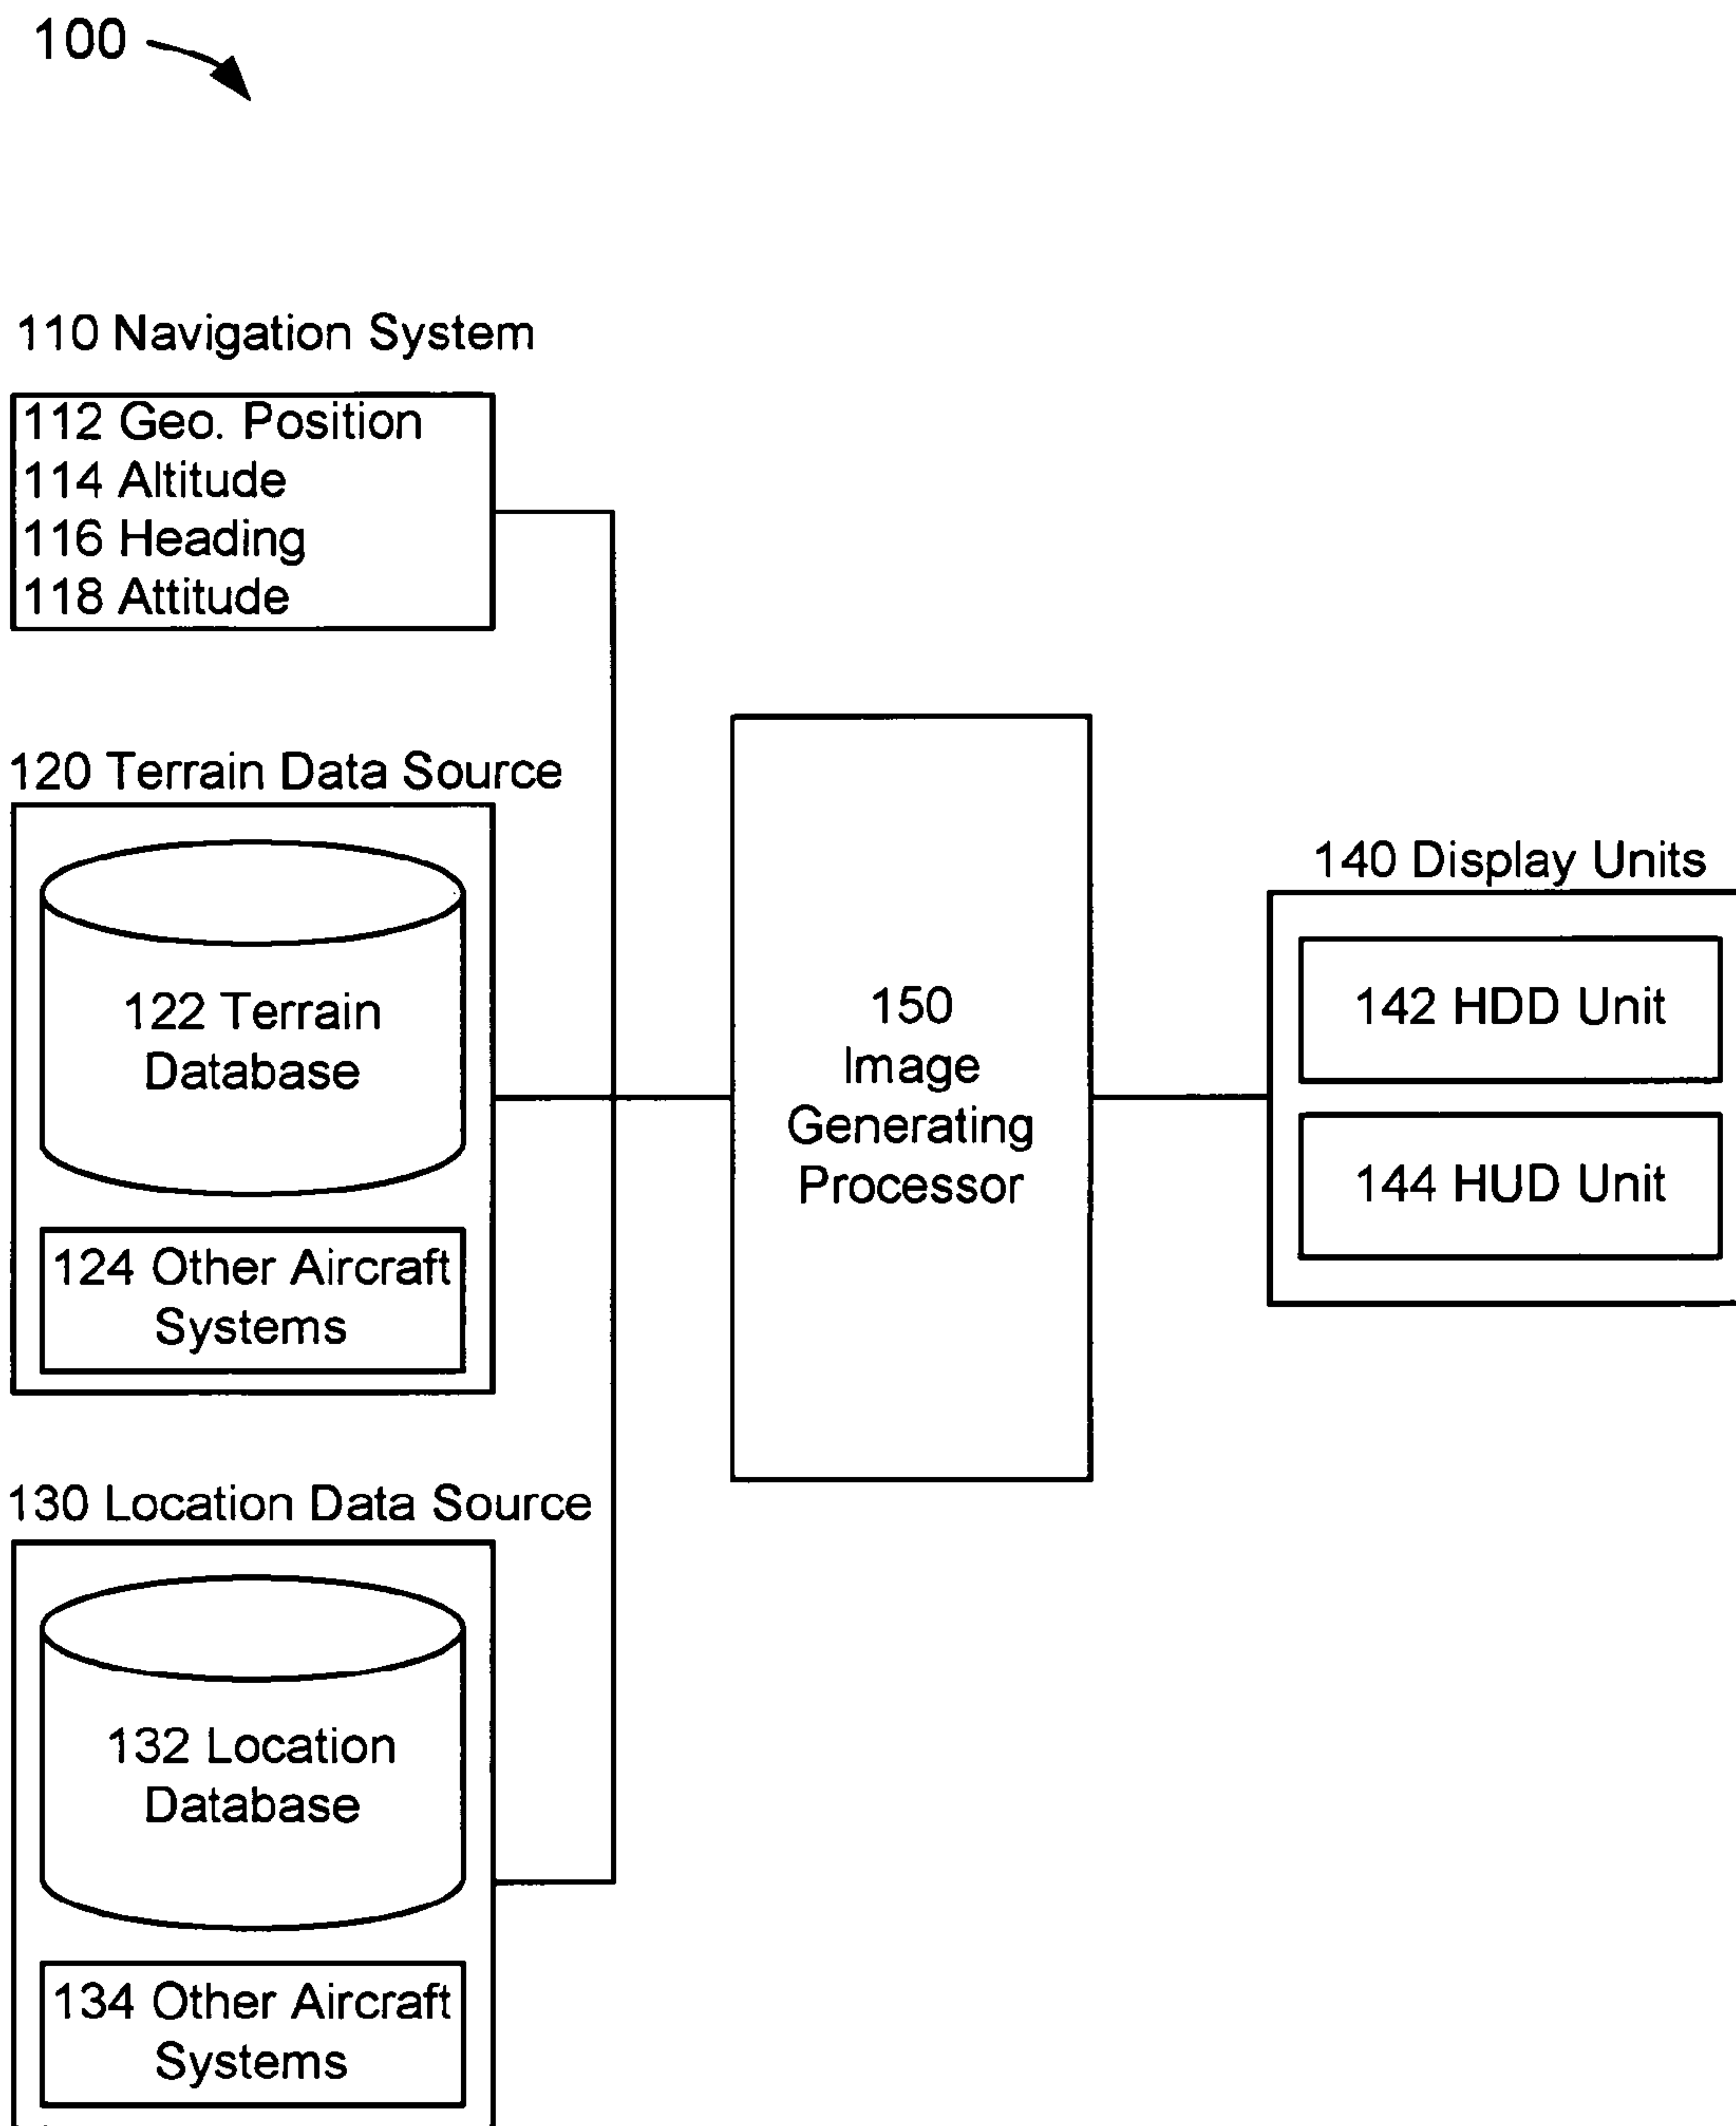 100
110 Navigation System
112 Geo. Position
114 Altitude
116 Heading
118 Attitude
120 Terrain Data Source
122 Terrain
Database
124 Other Aircraft
Systems
130 Location Data Source
132 Location
Database
134 Other Aircraft
Systems
150
Image
Generating
Processor
140 Display Units
142 HDD Unit
144 HUD Unit